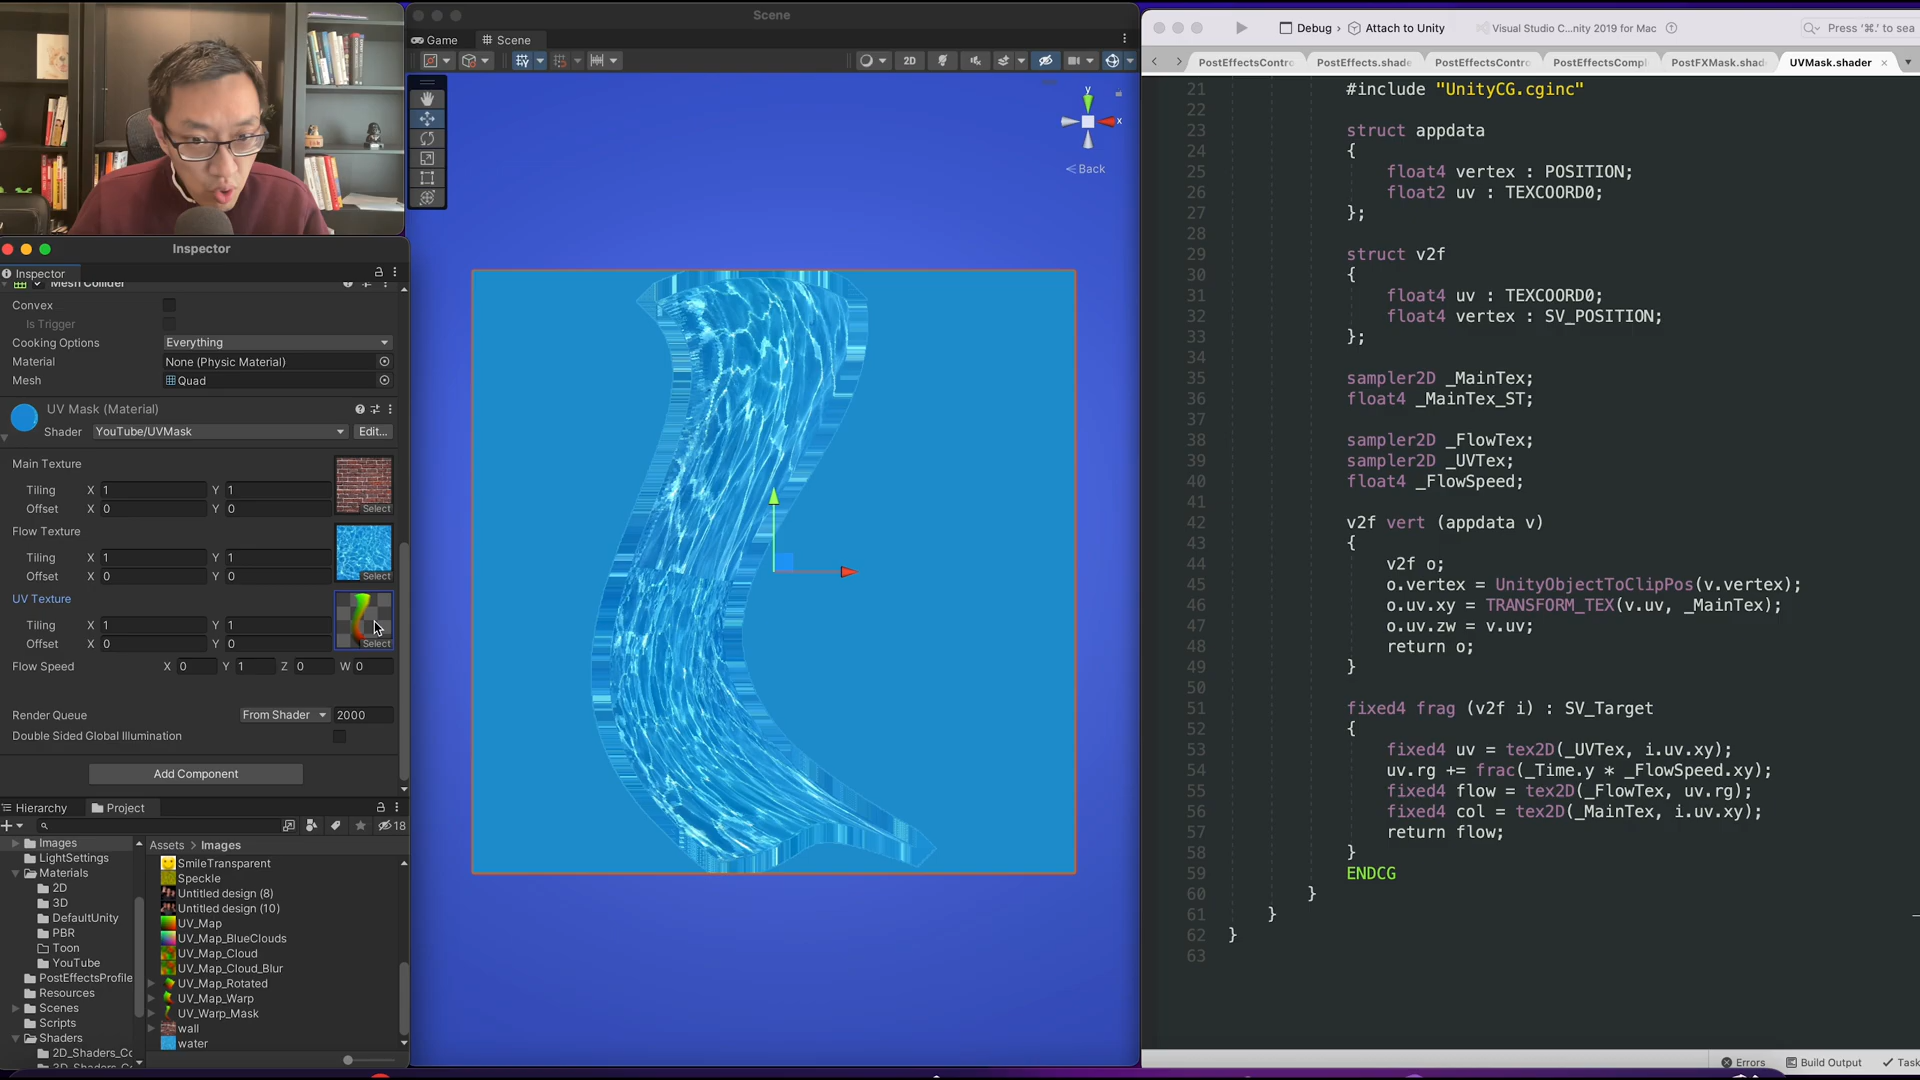 Scene
Game
Scene
2D
y
x
Back
Inspector
Inspector
Mesh Collider
Convex
Is Trigger
Cooking Options
Everything
Material
None (Physic Material)
Mesh
Quad
UV Mask (Material)
Shader
YouTube/UVMask
Edit...
Main Texture
Tiling X 1 Y 1
Offset X 0 Y 0
Select
Flow Texture
Tiling X 1 Y 1
Offset X 0 Y 0
Select
UV Texture
Tiling X 1 Y 1
Offset X 0 Y 0
Select
Flow Speed X 0 Y 1 Z 0 W 0
Render Queue From Shader 2000
Double Sided Global Illumination
Add Component
Hierarchy
Project
18
Images
LightSettings
Materials
2D
3D
DefaultUnity
PBR
Toon
YouTube
PostEffectsProfile
Resources
Scenes
Scripts
Shaders
2D_Shaders_Co
Assets > Images
SmileTransparent
Speckle
Untitled design (8)
Untitled design (10)
UV_Map
UV_Map_BlueClouds
UV_Map_Cloud
UV_Map_Cloud_Blur
UV_Map_Rotated
UV_Map_Warp
UV_Warp_Mask
wall
water
Debug > Attach to Unity
Visual Studio C...nity 2019 for Mac
Press '⌘.' to sea
PostEffectsContro
PostEffects.shade
PostEffectsContro
PostEffectsCompl
PostFXMask.shad
UVMask.shader
21 #include "UnityCG.cginc"
22
23 struct appdata
24 {
25 float4 vertex : POSITION;
26 float2 uv : TEXCOORD0;
27 };
28
29 struct v2f
30 {
31 float4 uv : TEXCOORD0;
32 float4 vertex : SV_POSITION;
33 };
34
35 sampler2D _MainTex;
36 float4 _MainTex_ST;
37
38 sampler2D _FlowTex;
39 sampler2D _UVTex;
40 float4 _FlowSpeed;
41
42 v2f vert (appdata v)
43 {
44 v2f o;
45 o.vertex = UnityObjectToClipPos(v.vertex);
46 o.uv.xy = TRANSFORM_TEX(v.uv, _MainTex);
47 o.uv.zw = v.uv;
48 return o;
49 }
50
51 fixed4 frag (v2f i) : SV_Target
52 {
53 fixed4 uv = tex2D(_UVTex, i.uv.xy);
54 uv.rg += frac(_Time.y * _FlowSpeed.xy);
55 fixed4 flow = tex2D(_FlowTex, uv.rg);
56 fixed4 col = tex2D(_MainTex, i.uv.xy);
57 return flow;
58 }
59 ENDCG
60 }
61 }
62 }
63
Errors
Build Output
Task